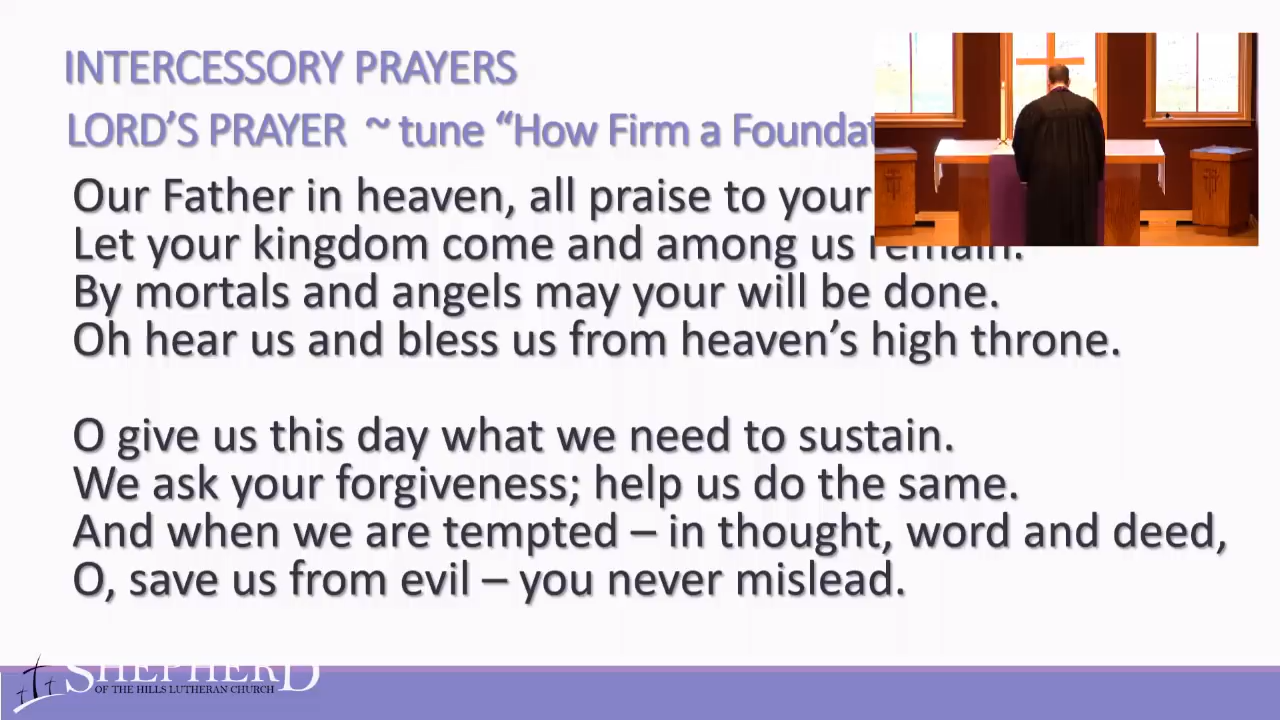 INTERCESSORY PRAYERS
LORD’S PRAYER ~ tune “How Firm a
Our Father in heaven, all praise to your
Let your kingdom come and among us remain.
By mortals and angels may your will be done.
Oh hear us and bless us from heaven’s high throne.
O give us this day what we need to sustain.
We ask your forgiveness; help us do the same.
And when we are tempted – in thought, word and deed,
O, save us from evil – you never mislead.
SHEPHERD
OF THE HILLS LUTHERAN CHURCH